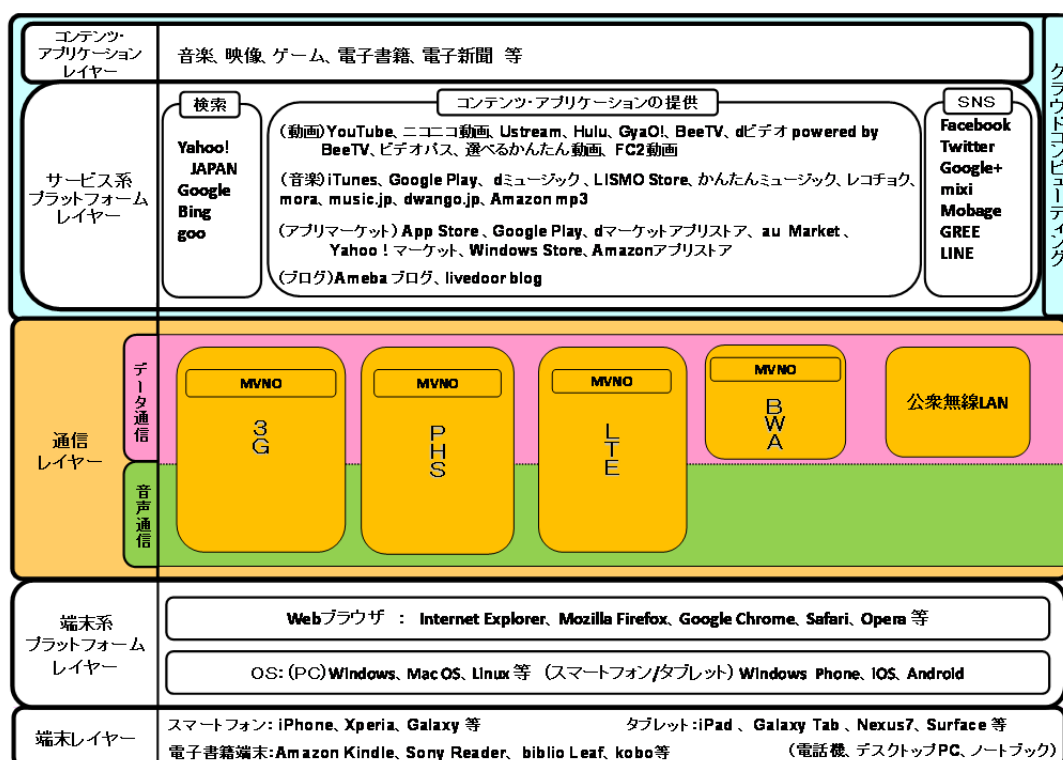 コンテンツ・
アプリケーション
レイヤー
音楽、映像、ゲーム、電子書籍、電子新聞 等
クラウドコンピューティング
サービス系
プラットフォーム
レイヤー
検索
Yahoo!
JAPAN
Google
Bing
goo
コンテンツ・アプリケーションの提供
(動画)YouTube、ニコニコ動画、Ustream、Hulu、GyaO!、BeeTV、dビデオ powered by
BeeTV、ビデオパス、選べるかんたん動画、FC2動画
(音楽)iTunes、Google Play、dミュージック、LISMO Store、かんたんミュージック、レコチョク、
mora、music.jp、dwango.jp、Amazon mp3
(アプリマーケット)App Store、Google Play、dマーケットアプリストア、au Market、
Yahoo!マーケット、Windows Store、Amazonアプリストア
(ブログ)Ameba ブログ、livedoor blog
SNS
Facebook
Twitter
Google+
mixi
Mobage
GREE
LINE
通信
レイヤー
データ通信
音声通信
MVNO
3G
MVNO
PHS
MVNO
LTE
MVNO
BWA
公衆無線LAN
端末系
プラットフォーム
レイヤー
Webブラウザ : Internet Explorer、Mozilla Firefox、Google Chrome、Safari、Opera 等
OS:(PC)Windows、Mac OS、Linux 等 (スマートフォン/タブレット) Windows Phone、iOS、Android
端末レイヤー
スマートフォン:iPhone、Xperia、Galaxy 等 タブレット:iPad、Galaxy Tab、Nexus7、Surface 等
電子書籍端末:Amazon Kindle、Sony Reader、biblio Leaf、kobo等 (電話機、デスクトップPC、ノートブック)